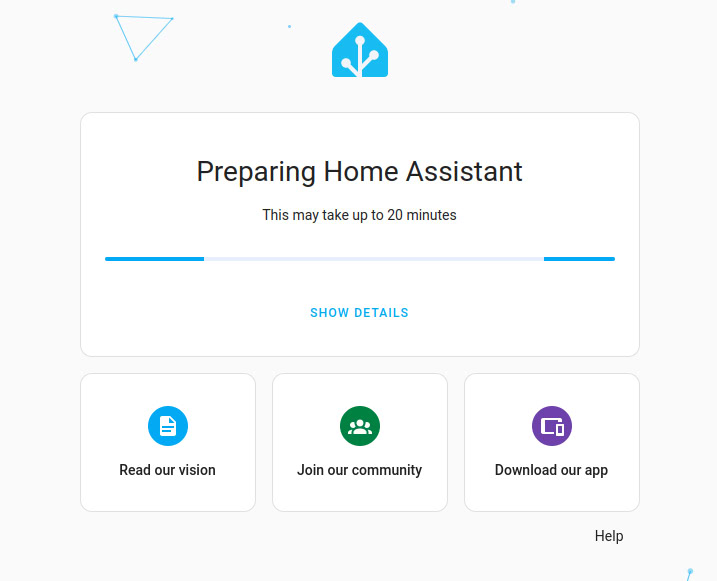 Preparing Home Assistant
This may take up to 20 minutes
SHOW DETAILS
Read our vision
Join our community
Download our app
Help